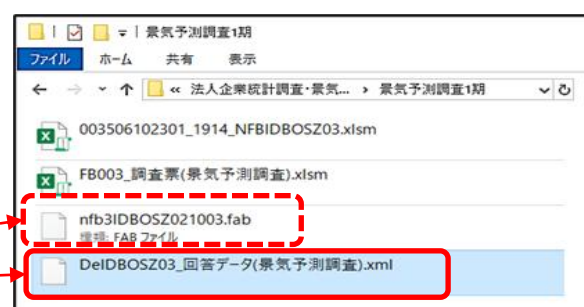 景気予測調査1期
ファイル ホーム 共有 表示
« 法人企業統計調査・景気... › 景気予測調査1期
003506102301_1914_NFBIDBOSZ03.xlsm
FB003_調査票(景気予測調査).xlsm
nfb3IDBOSZ021003.fab
種類: FAB ファイル
DelDBOSZ03_回答データ(景気予測調査).xml